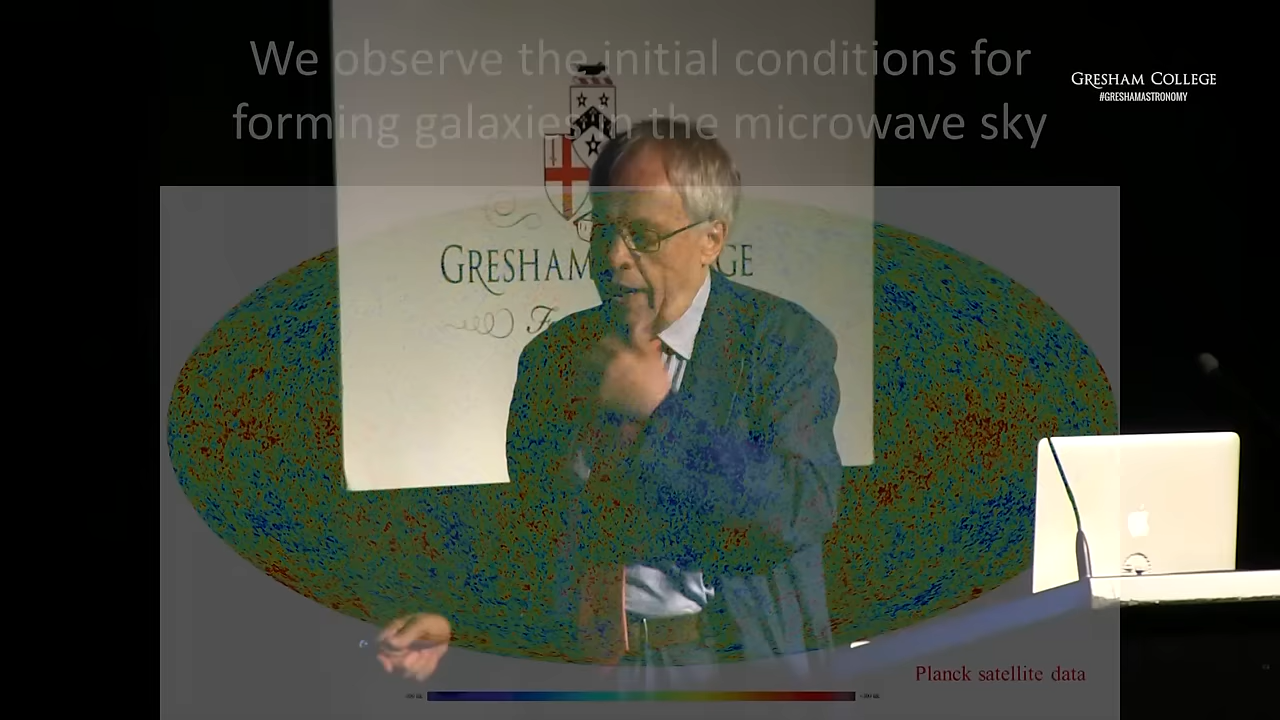 We observe the initial conditions for
forming galaxies in the microwave sky
GRESHAM COLLEGE
#GRESHAMASTRONOMY
GRESHAM GE
Planck satellite data